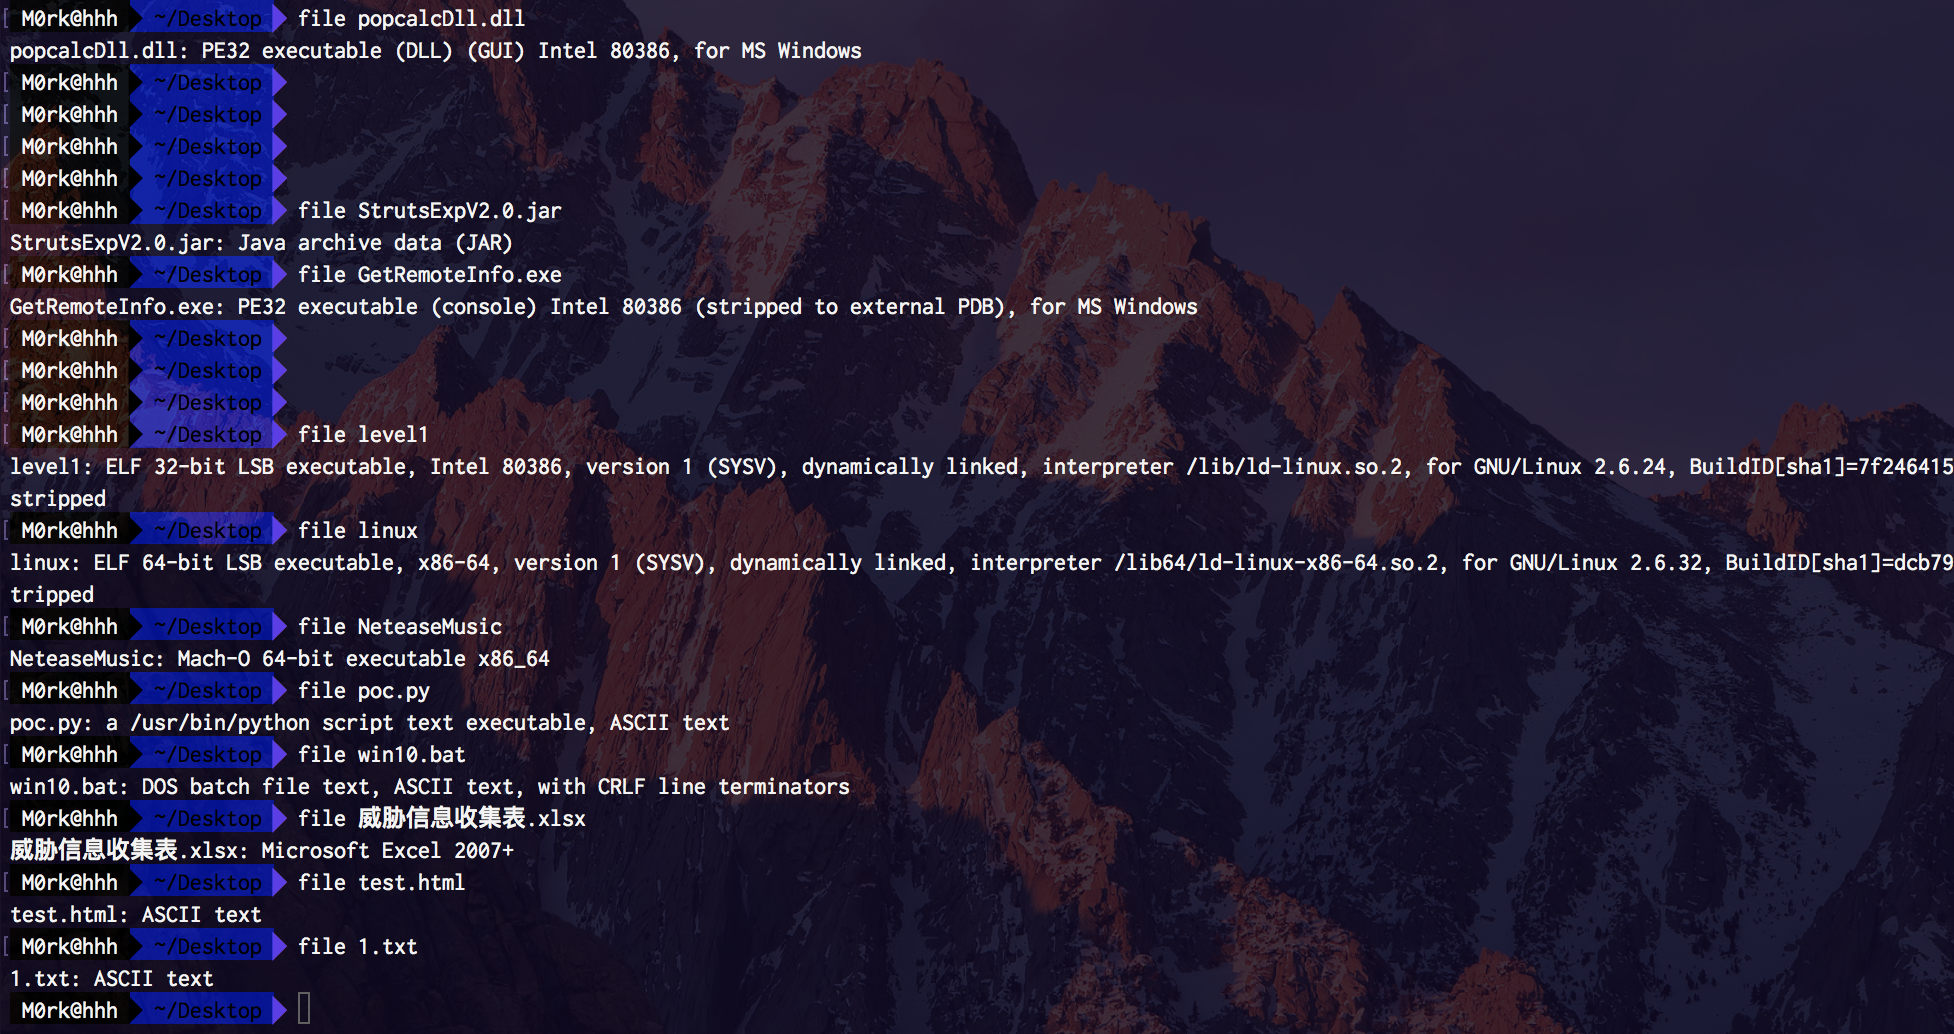 M0rk@hhh ~/Desktop file popcalcDll.dll
popcalcDll.dll: PE32 executable (DLL) (GUI) Intel 80386, for MS Windows
M0rk@hhh ~/Desktop
M0rk@hhh ~/Desktop
M0rk@hhh ~/Desktop
M0rk@hhh ~/Desktop
M0rk@hhh ~/Desktop file StrutsExpV2.0.jar
StrutsExpV2.0.jar: Java archive data (JAR)
M0rk@hhh ~/Desktop file GetRemoteInfo.exe
GetRemoteInfo.exe: PE32 executable (console) Intel 80386 (stripped to external PDB), for MS Windows
M0rk@hhh ~/Desktop
M0rk@hhh ~/Desktop
M0rk@hhh ~/Desktop
M0rk@hhh ~/Desktop file level1
level1: ELF 32-bit LSB executable, Intel 80386, version 1 (SYSV), dynamically linked, interpreter /lib/ld-linux.so.2, for GNU/Linux 2.6.24, BuildID[sha1]=7f246415
stripped
M0rk@hhh ~/Desktop file linux
linux: ELF 64-bit LSB executable, x86-64, version 1 (SYSV), dynamically linked, interpreter /lib64/ld-linux-x86-64.so.2, for GNU/Linux 2.6.32, BuildID[sha1]=dcb79
tripped
M0rk@hhh ~/Desktop file NeteaseMusic
NeteaseMusic: Mach-O 64-bit executable x86_64
M0rk@hhh ~/Desktop file poc.py
poc.py: a /usr/bin/python script text executable, ASCII text
M0rk@hhh ~/Desktop file win10.bat
win10.bat: DOS batch file text, ASCII text, with CRLF line terminators
M0rk@hhh ~/Desktop file 威胁信息收集表.xlsx
威胁信息收集表.xlsx: Microsoft Excel 2007+
M0rk@hhh ~/Desktop file test.html
test.html: ASCII text
M0rk@hhh ~/Desktop file 1.txt
1.txt: ASCII text
M0rk@hhh ~/Desktop